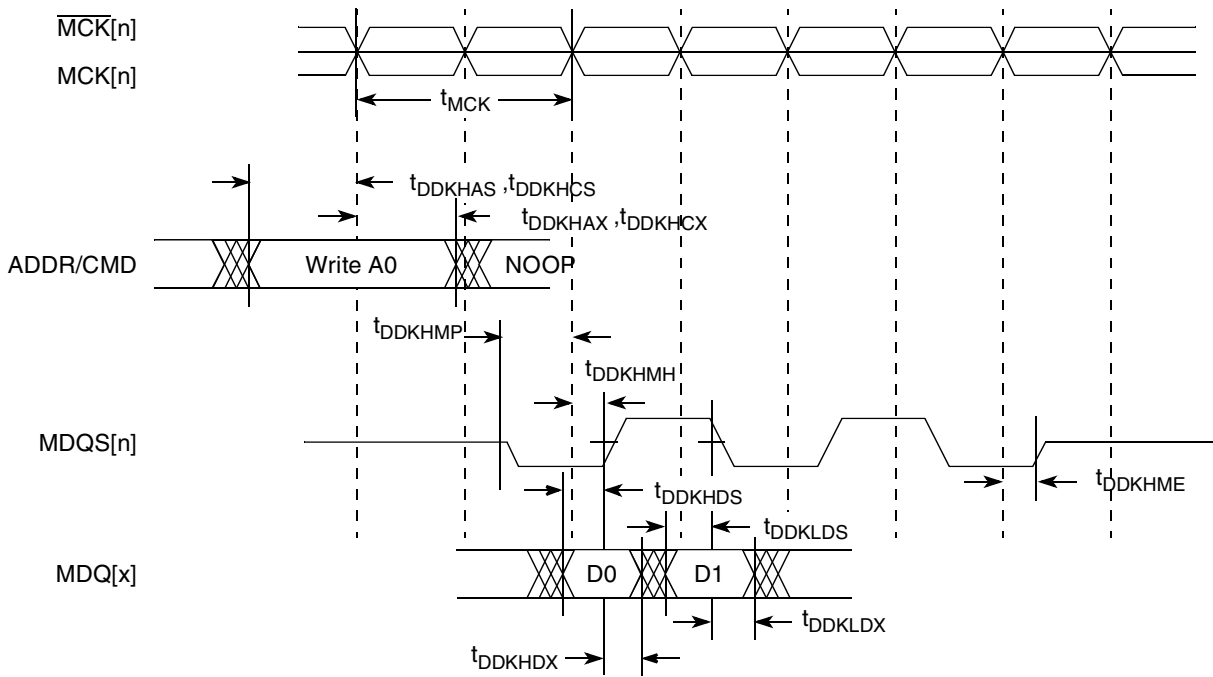 MCK[n]
MCK[n]
tMCK
tDDKHAS ,tDDKHCS
tDDKHAX ,tDDKHCX
ADDR/CMD
Write A0
NOOP
tDDKHMP
tDDKHMH
MDQS[n]
tDDKHME
tDDKHDS
tDDKLDS
MDQ[x]
D0
D1
tDDKLDX
tDDKHDX